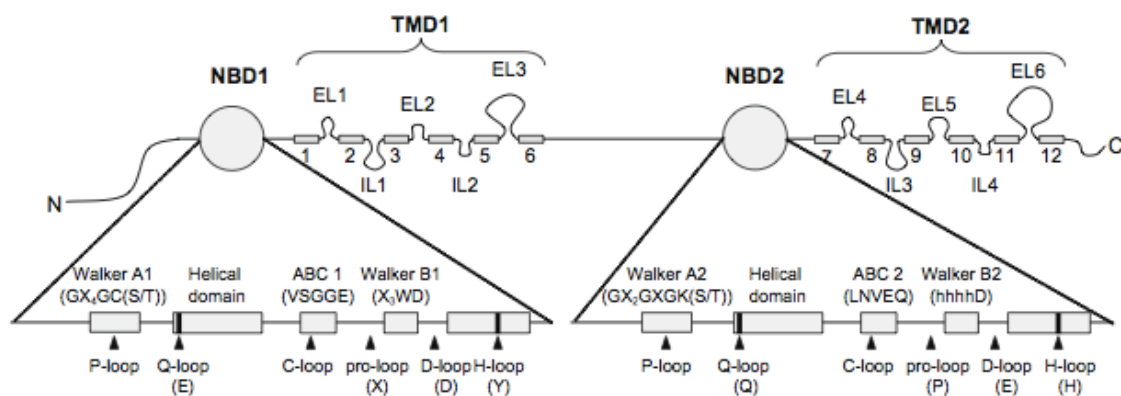 TMD1
TMD2
EL3
EL6
NBD1
NBD2
EL1
EL2
EL4
EL5
1
2
3
4
5
6
7
8
9
10
11
12
C
IL1
IL2
IL3
IL4
N
Walker A1
(GX₄GC(S/T))
Helical
domain
ABC 1
(VSGGE)
Walker B1
(X₃WD)
Walker A2
(GX₂GXGK(S/T))
Helical
domain
ABC 2
(LNVEQ)
Walker B2
(hhhhD)
P-loop
Q-loop
(E)
C-loop
pro-loop
(X)
D-loop
(D)
H-loop
(Y)
P-loop
Q-loop
(Q)
C-loop
pro-loop
(P)
D-loop
(E)
H-loop
(H)